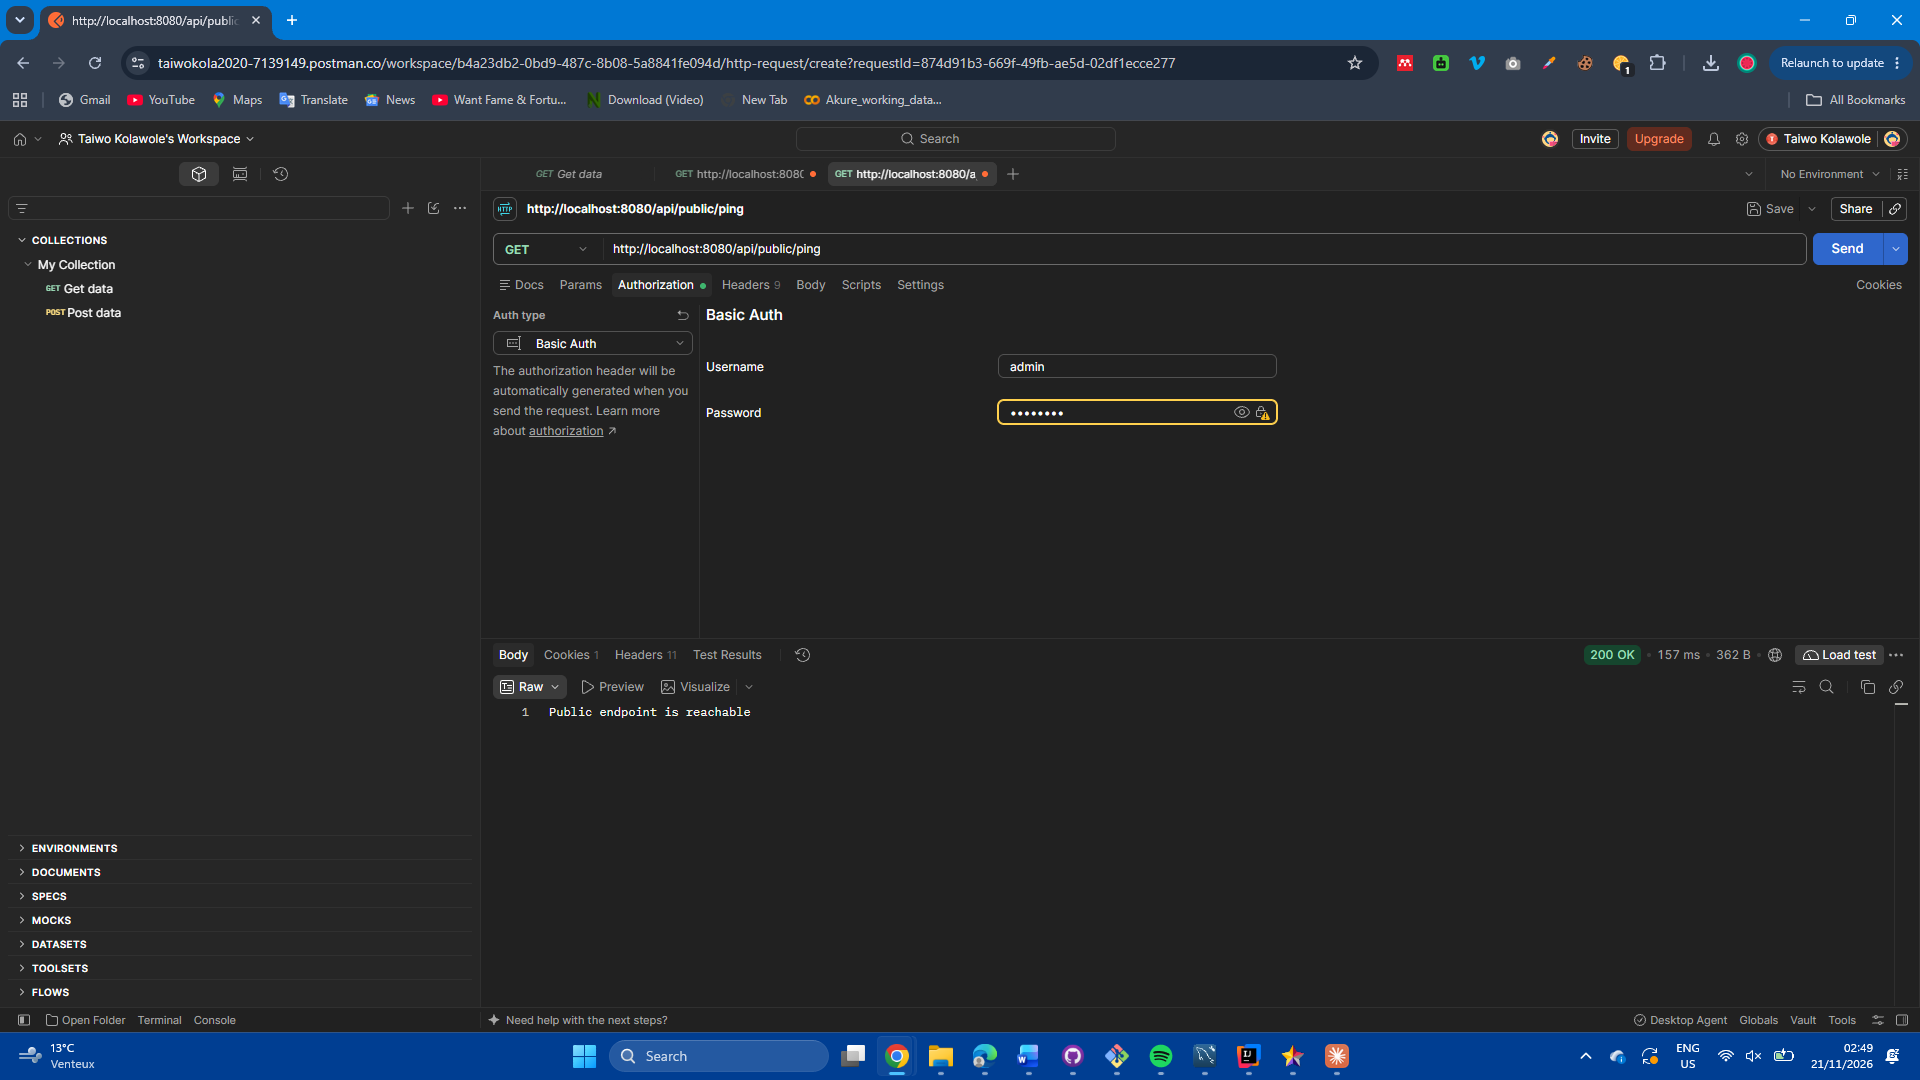 http://localhost:8080/api/public
taiwokola2020-7139149.postman.co/workspace/b4a23db2-0bd9-487c-8b08-5a8841fe094d/http-request/create?requestId=874d91b3-669f-49fb-ae5d-02df1ecce277
1
Relaunch to update
Gmail
YouTube
Maps
Translate
News
Want Fame & Fortu...
Download (Video)
New Tab
Akure_working_data...
All Bookmarks
Taiwo Kolawole's Workspace
Search
Invite
Upgrade
T
Taiwo Kolawole
GET Get data
GET http://localhost:8080
GET http://localhost:8080/a
No Environment
HTTP
http://localhost:8080/api/public/ping
Save
Share
COLLECTIONS
My Collection
GET Get data
POST Post data
GET
http://localhost:8080/api/public/ping
Send
Docs
Params
Authorization
Headers 9
Body
Scripts
Settings
Cookies
Auth type
Basic Auth
The authorization header will be
automatically generated when you
send the request. Learn more
about authorization
Basic Auth
Username
admin
Password
Body
Cookies 1
Headers 11
Test Results
200 OK
157 ms
362 B
Load test
Raw
Preview
Visualize
1 Public endpoint is reachable
ENVIRONMENTS
DOCUMENTS
SPECS
MOCKS
DATASETS
TOOLSETS
FLOWS
Open Folder
Terminal
Console
Need help with the next steps?
Desktop Agent
Globals
Vault
Tools
13°C
Venteux
Search
ENG
US
02:49
21/11/2026